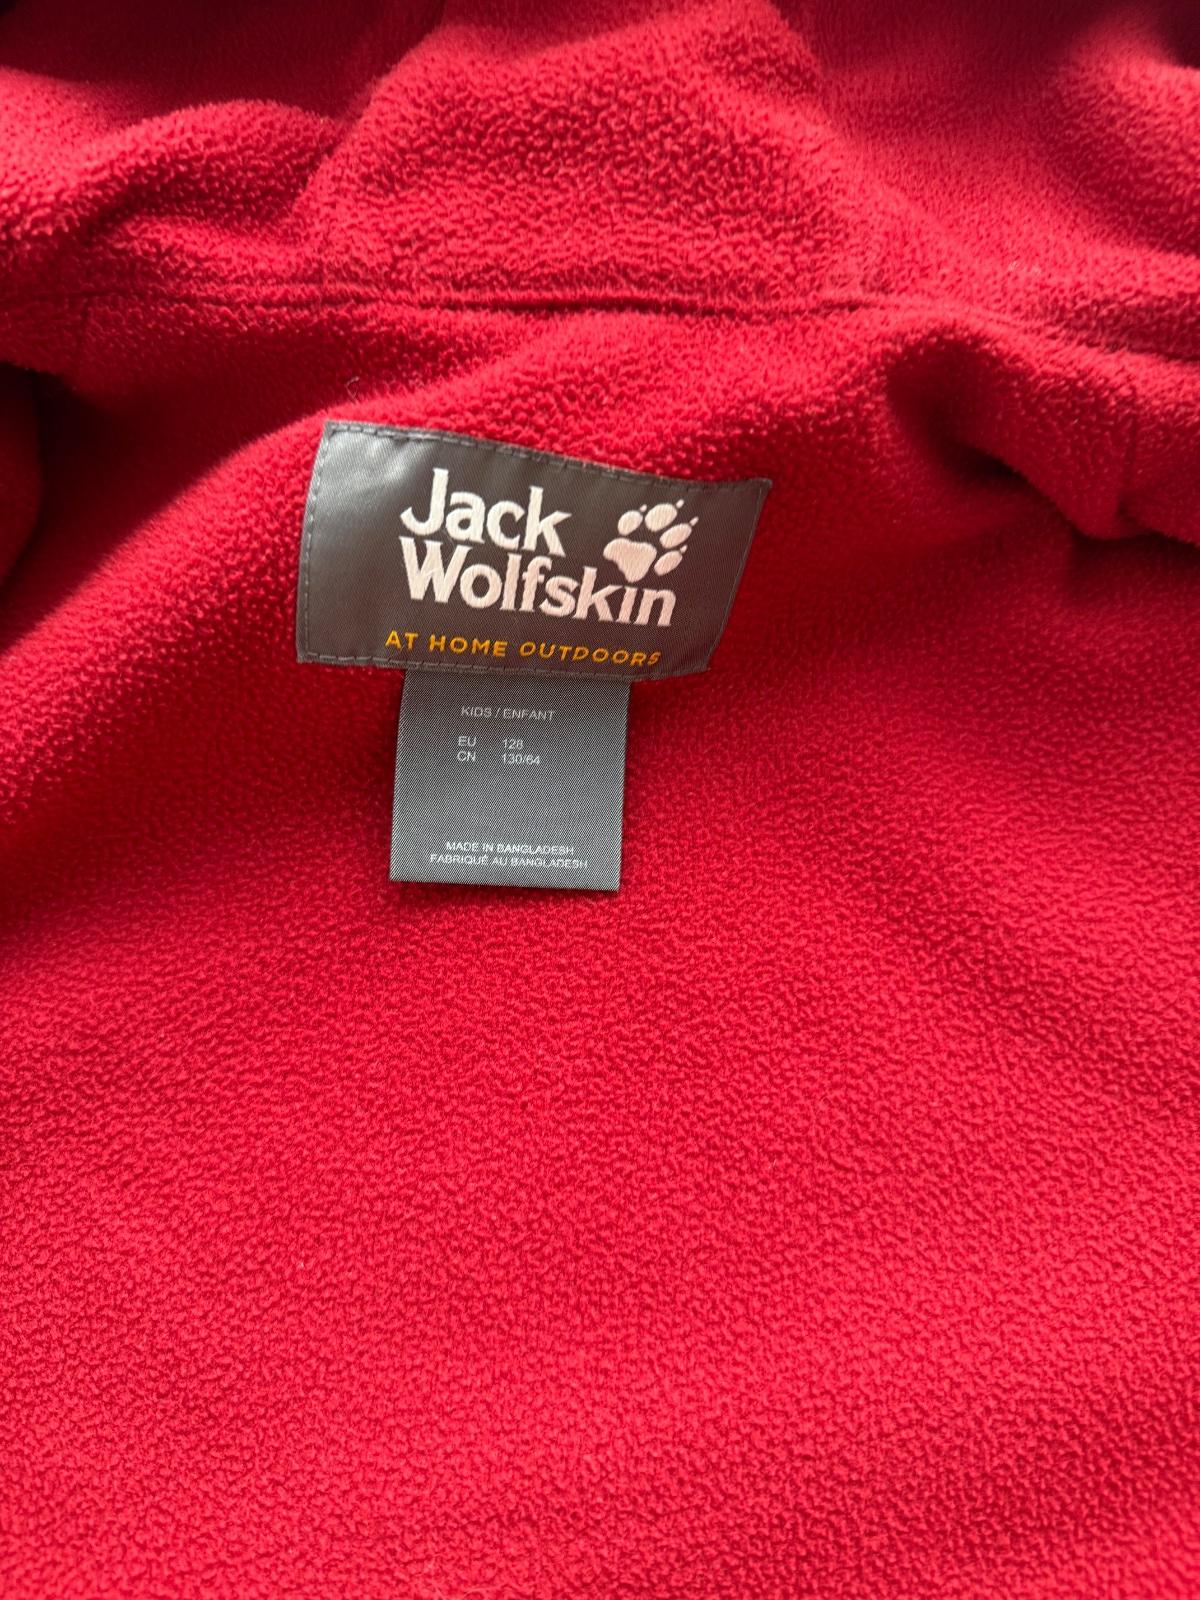 Jack
Wolfskin
AT HOME OUTDOORS
KIDS / ENFANT
EU 128
CN 130/64
MADE IN BANGLADESH
FABRIQUÉ AU BANGLADESH